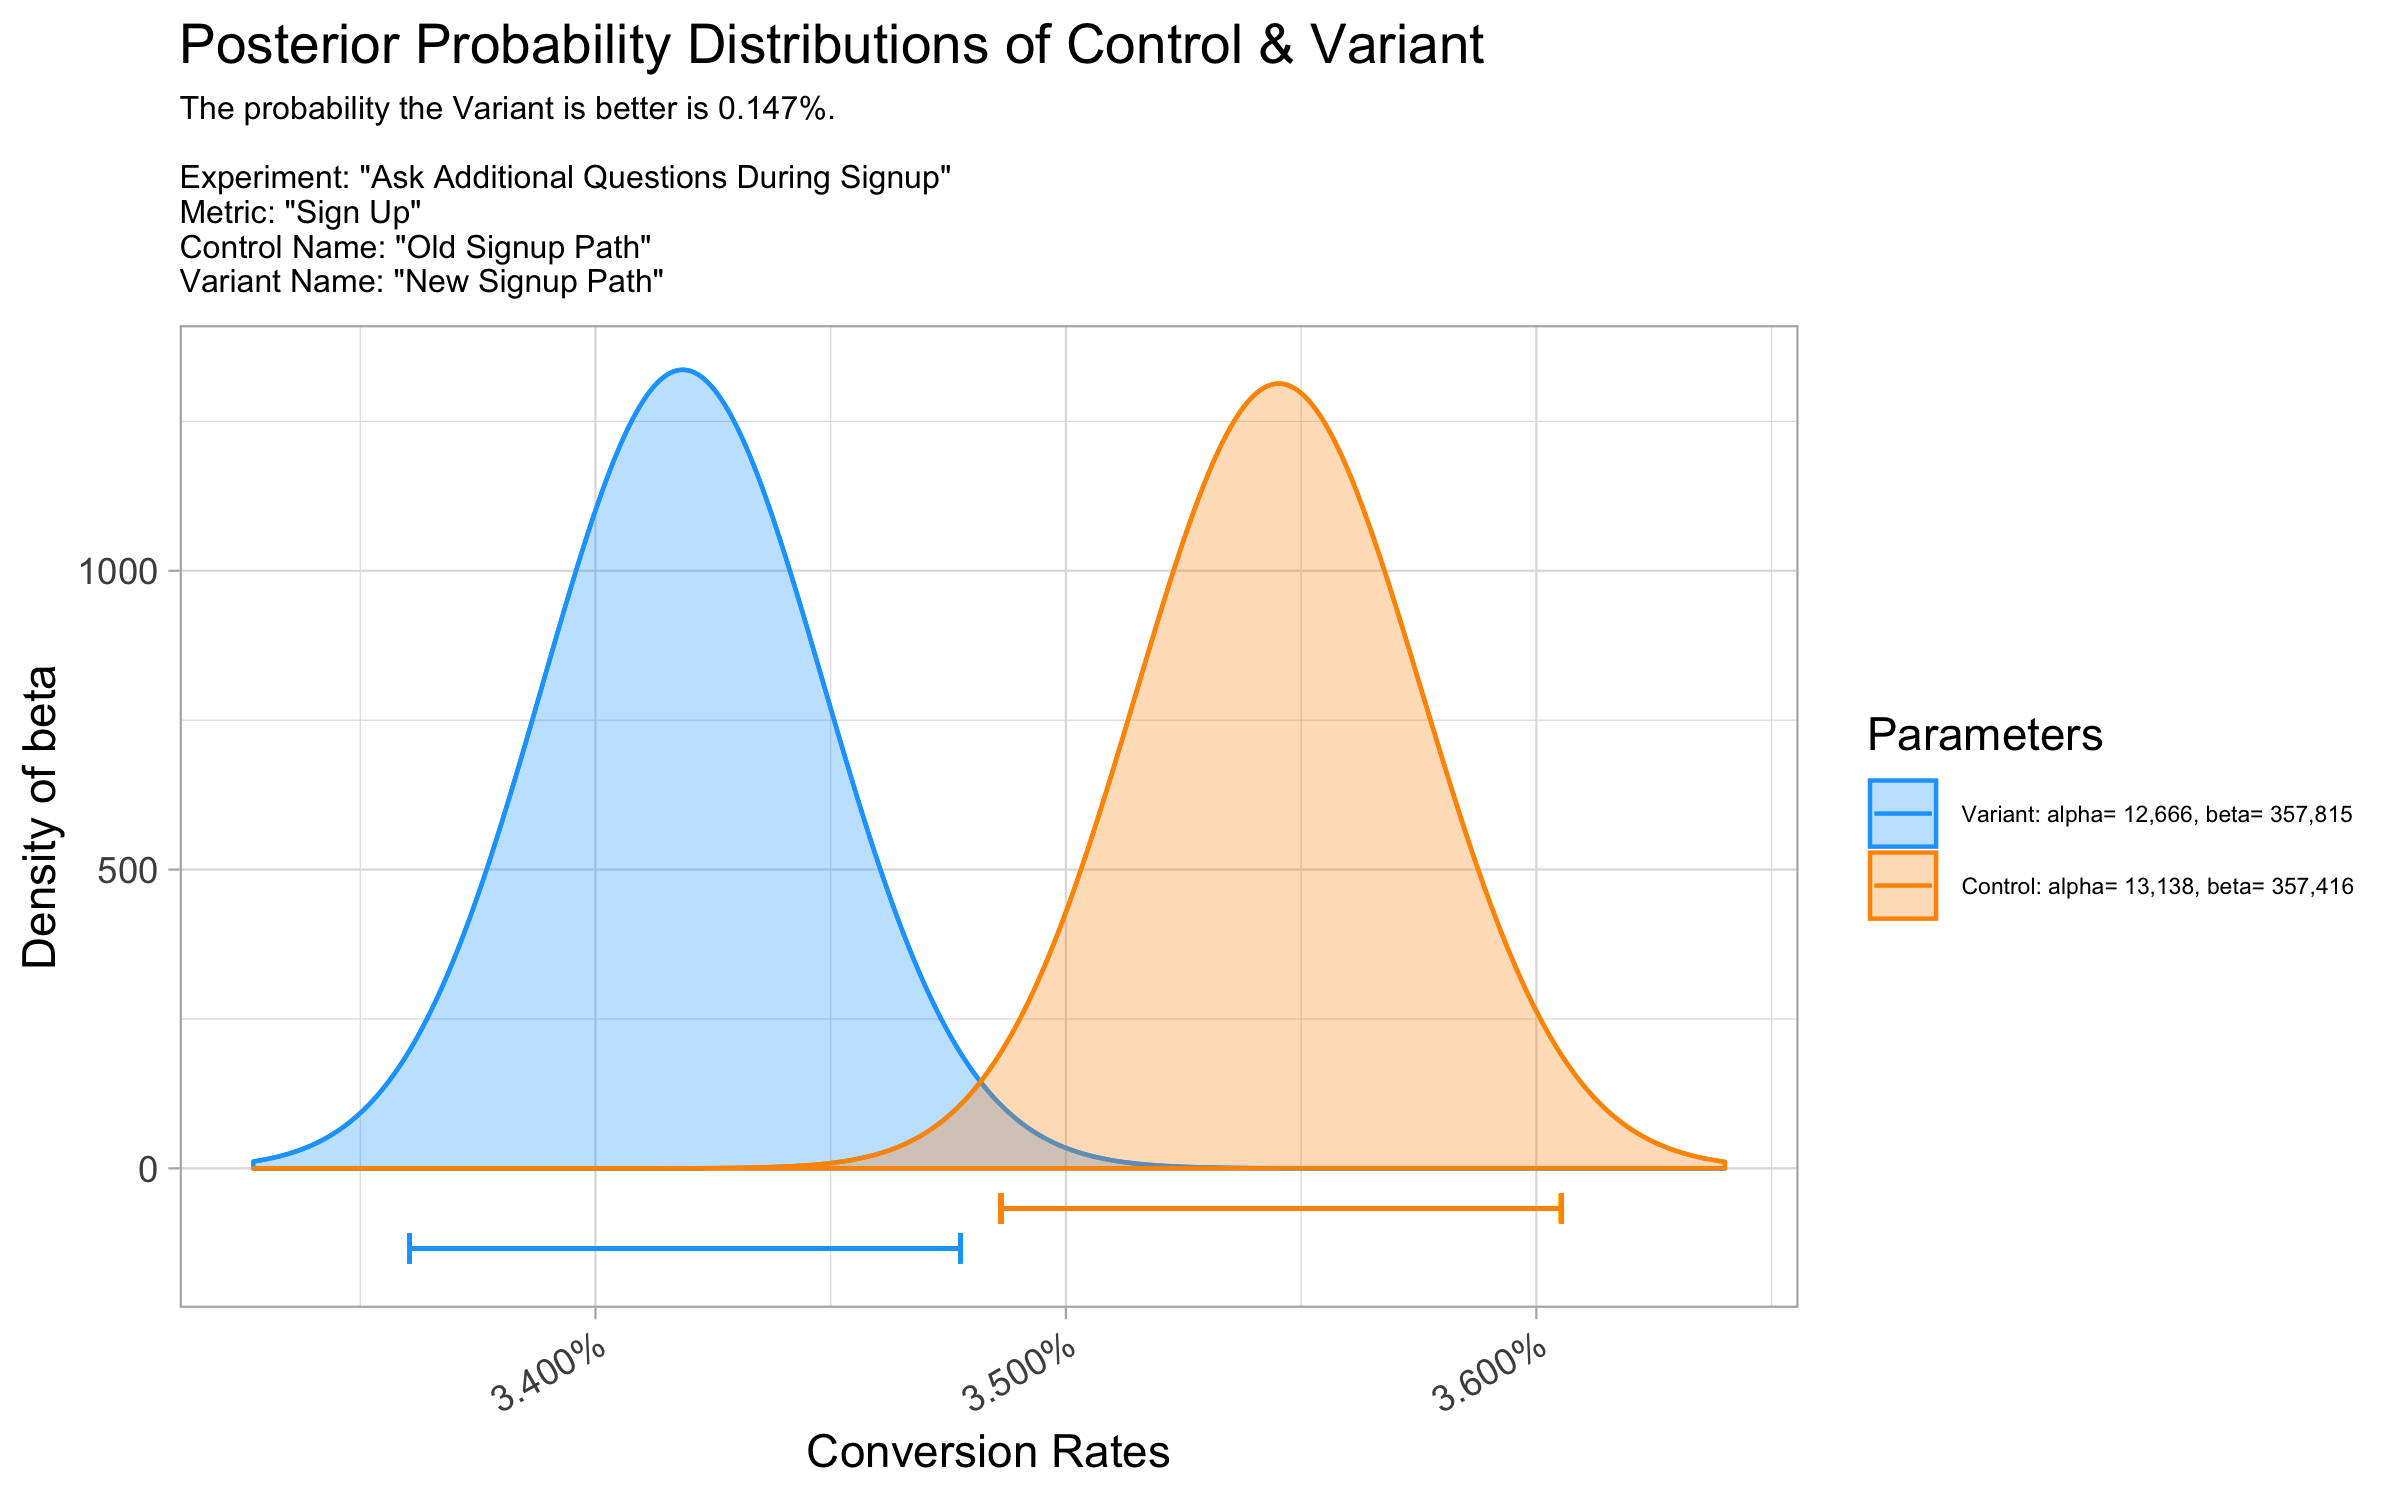 Posterior Probability Distributions of Control & Variant
The probability the Variant is better is 0.147%.
Experiment: "Ask Additional Questions During Signup"
Metric: "Sign Up"
Control Name: "Old Signup Path"
Variant Name: "New Signup Path"
Density of beta
1000
500
0
3.400%
3.500%
3.600%
Conversion Rates
Parameters
Variant: alpha= 12,666, beta= 357,815
Control: alpha= 13,138, beta= 357,416